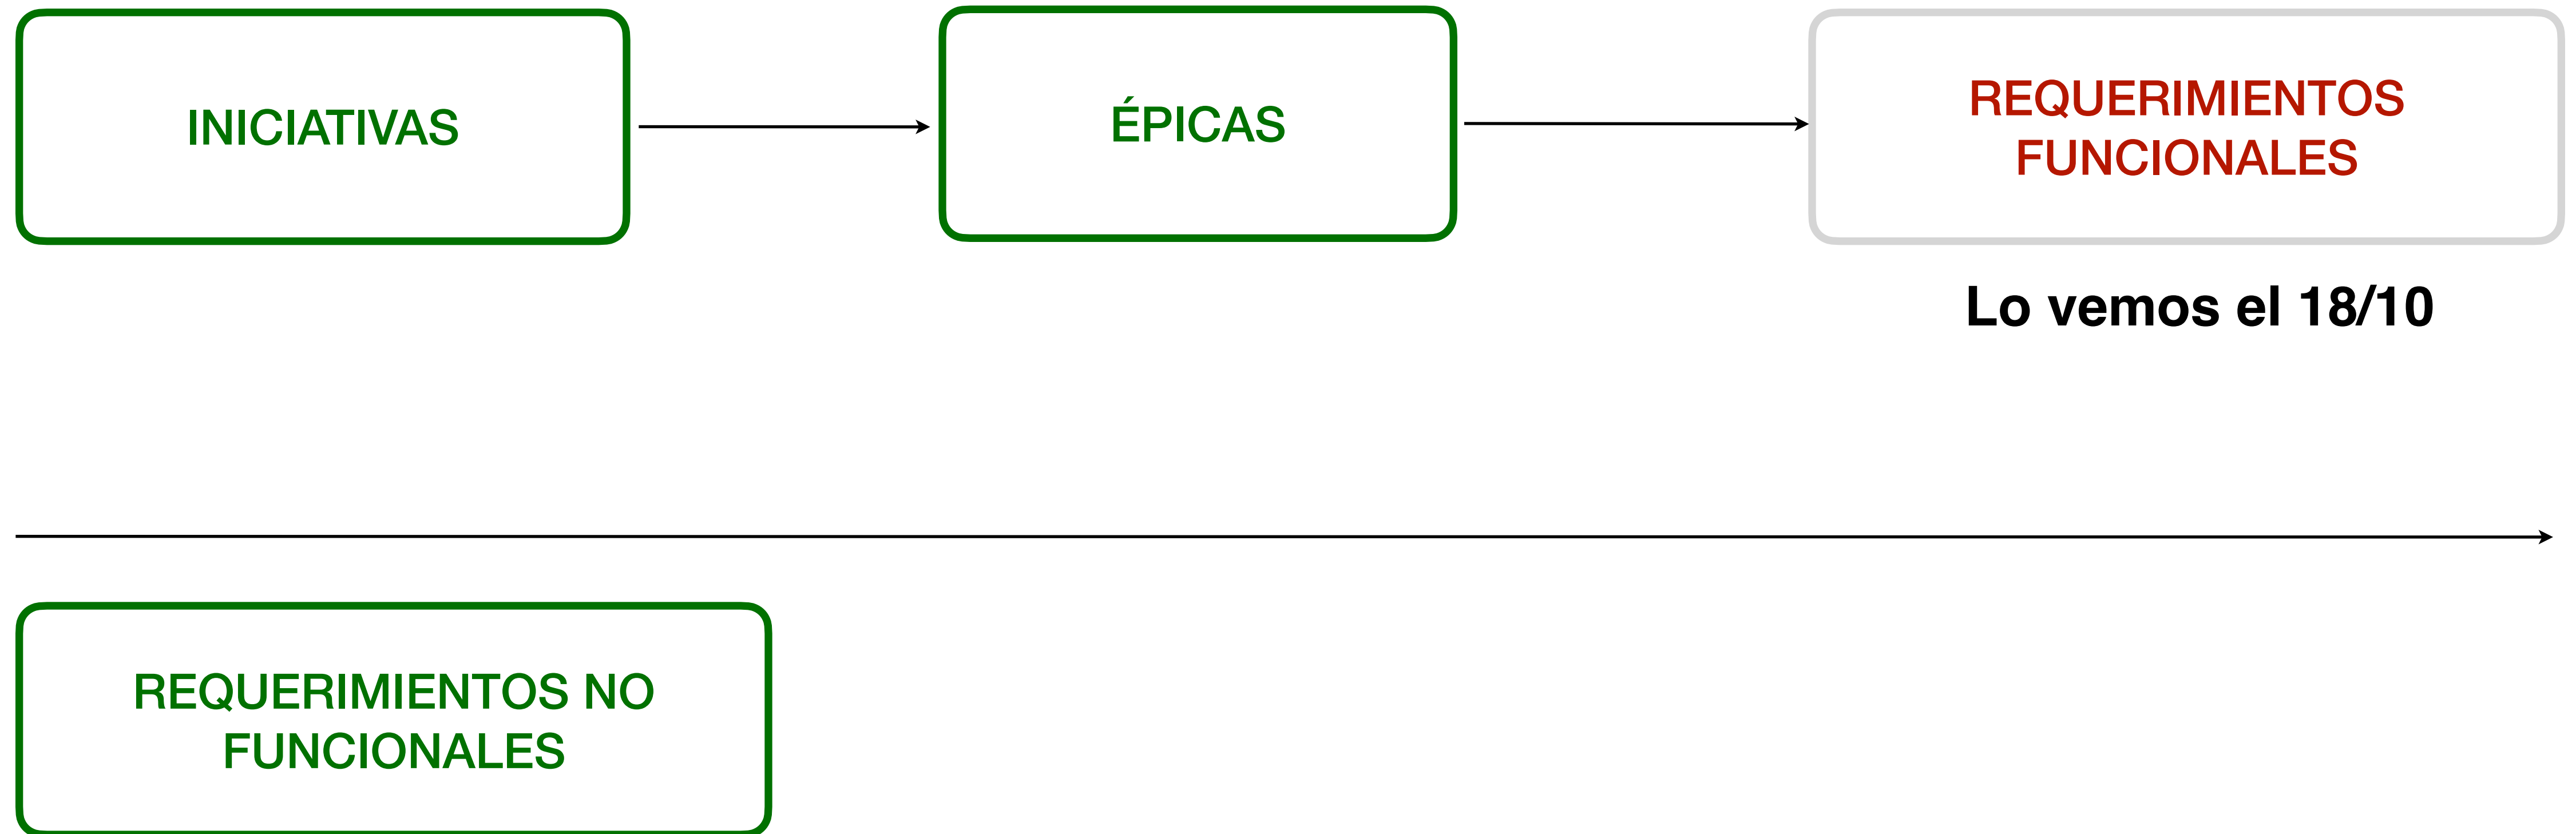 INICIATIVAS
ÉPICAS
REQUERIMIENTOS
FUNCIONALES
Lo vemos el 18/10
REQUERIMIENTOS NO
FUNCIONALES